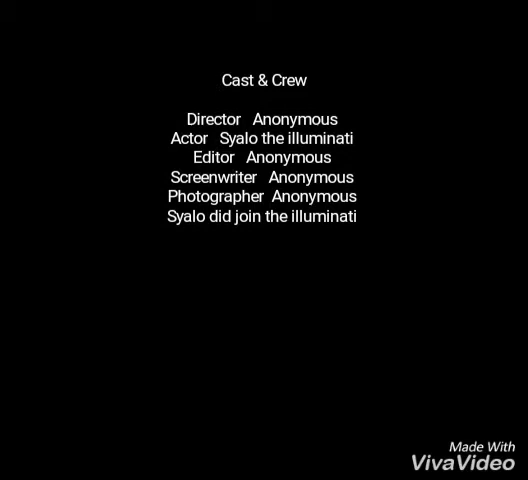 Cast & Crew
Director Anonymous
Actor Syalo the illuminati
Editor Anonymous
Screenwriter Anonymous
Photographer Anonymous
Syalo did join the illuminati
Made With
VivaVideo